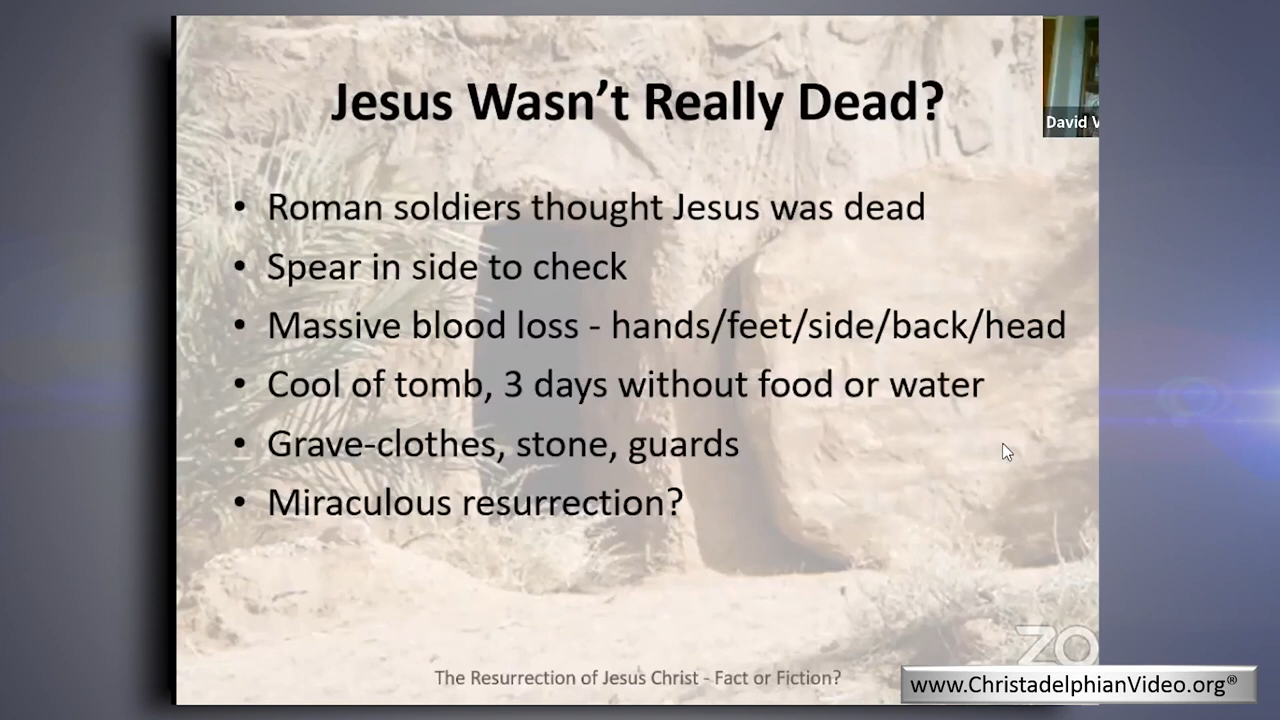 Jesus Wasn’t Really Dead?
David V
• Roman soldiers thought Jesus was dead
• Spear in side to check
• Massive blood loss - hands/feet/side/back/head
• Cool of tomb, 3 days without food or water
• Grave-clothes, stone, guards
• Miraculous resurrection?
ZO
The Resurrection of Jesus Christ - Fact or Fiction?
www.ChristadelphianVideo.org®